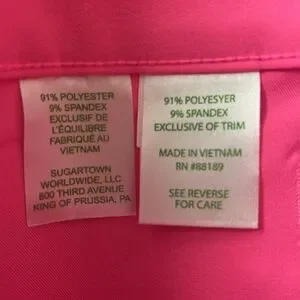 91% POLYESTER
9% SPANDEX
EXCLUSIF DE
L'ÉQUILIBRE
FABRIQUÉ AU
VIETNAM
SUGARTOWN
WORLDWIDE, LLC
800 THIRD AVENUE
KING OF PRUSSIA, PA
91% POLYESYER
9% SPANDEX
EXCLUSIVE OF TRIM
MADE IN VIETNAM
RN #88189
SEE REVERSE
FOR CARE